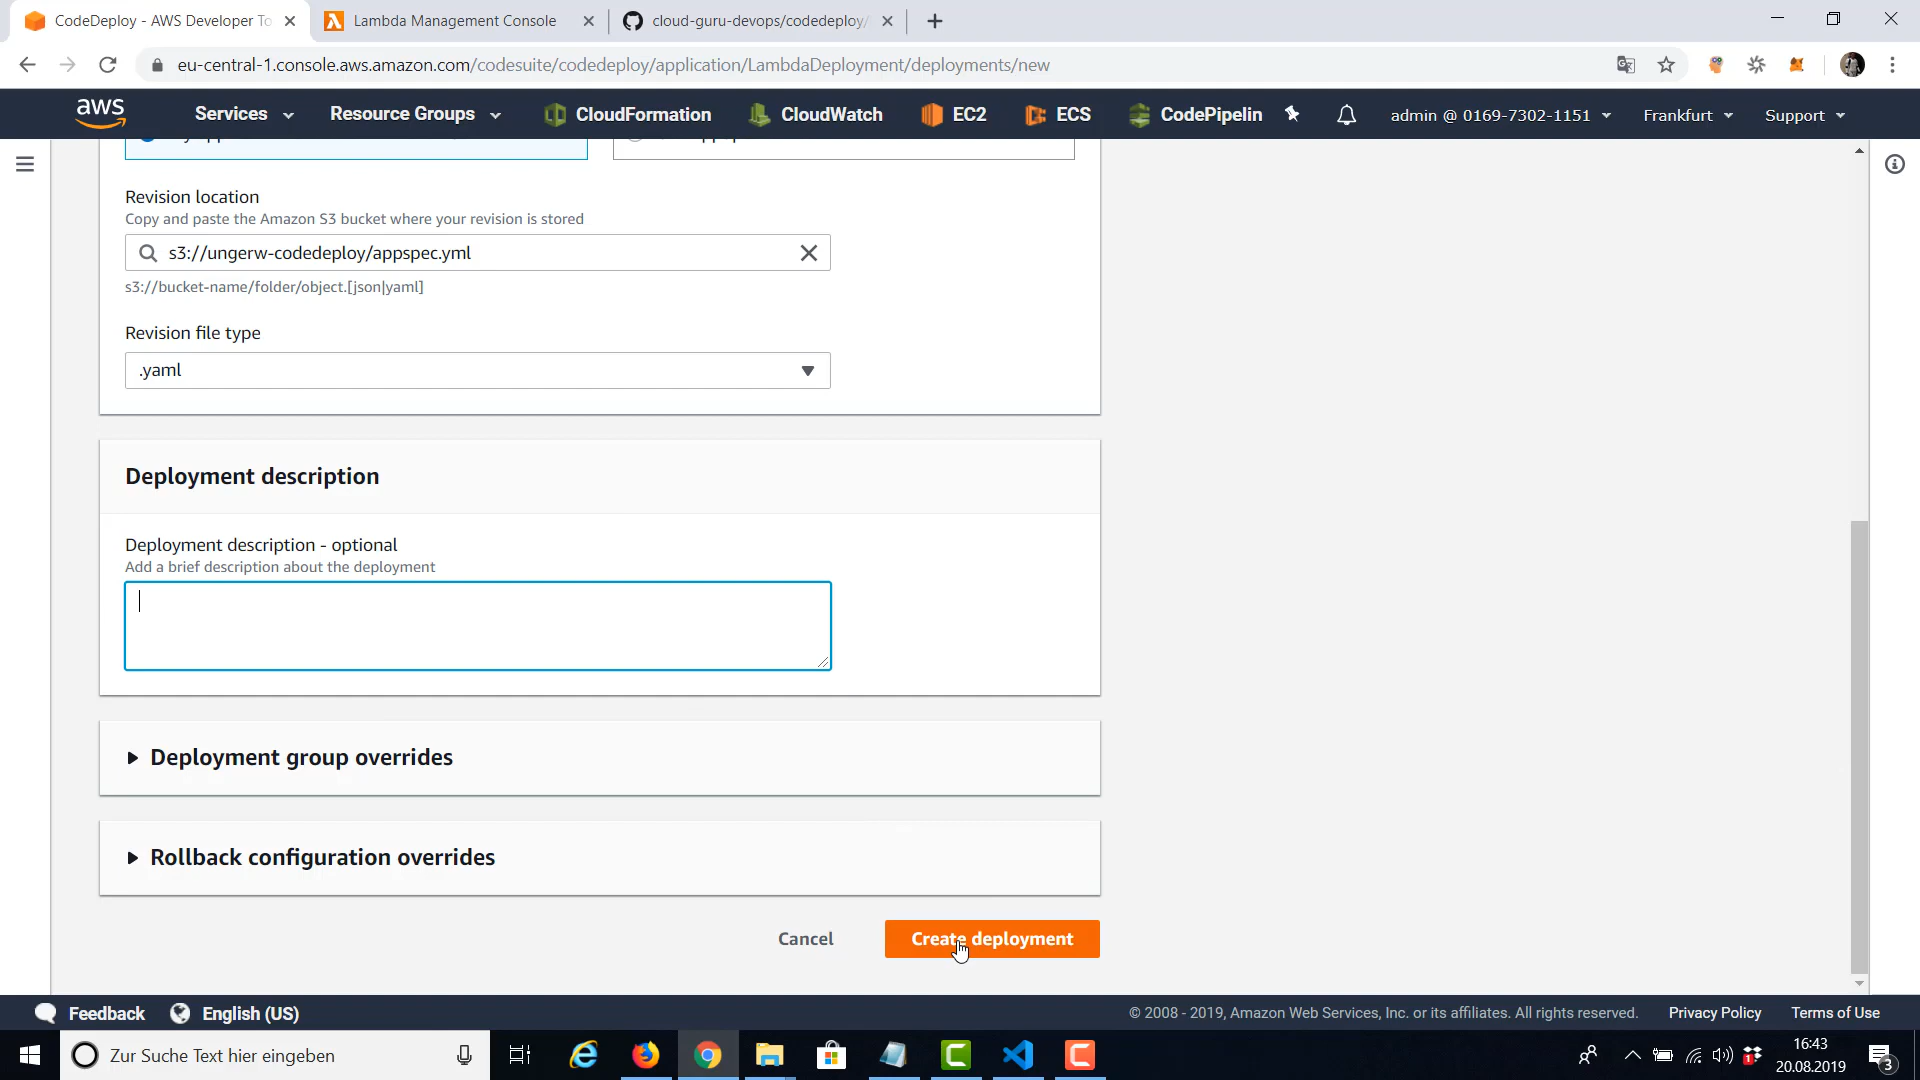 CodeDeploy - AWS Developer To
Lambda Management Console
cloud-guru-devops/codedeploy/
eu-central-1.console.aws.amazon.com/codesuite/codedeploy/application/LambdaDeployment/deployments/new
aws
Services
Resource Groups
CloudFormation
CloudWatch
EC2
ECS
CodePipelin
admin @ 0169-7302-1151
Frankfurt
Support
Revision location
Copy and paste the Amazon S3 bucket where your revision is stored
s3://ungerw-codedeploy/appspec.yml
s3://bucket-name/folder/object.[json|yaml]
Revision file type
.yaml
Deployment description
Deployment description - optional
Add a brief description about the deployment
Deployment group overrides
Rollback configuration overrides
Cancel
Create deployment
Feedback
English (US)
© 2008 - 2019, Amazon Web Services, Inc. or its affiliates. All rights reserved.
Privacy Policy
Terms of Use
Zur Suche Text hier eingeben
16:43
20.08.2019
3